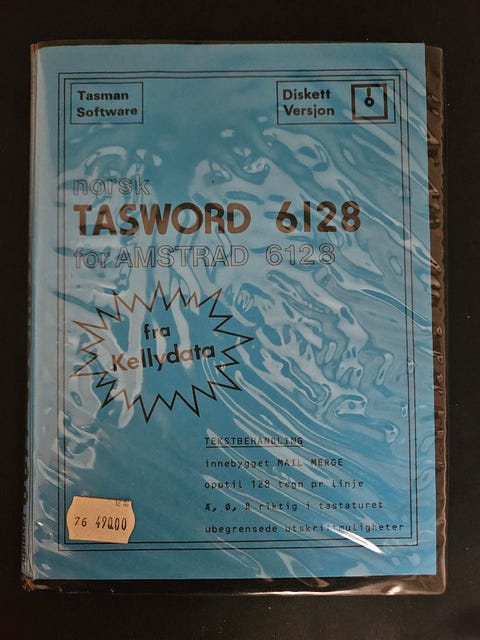 Tasman
Software
Diskett
Versjon
norsk
TASWORD 6128
for AMSTRAD 6128
fra
Kellydata
TEKSTBEHANDLING
innebygget MAIL MERGE
opptil 128 tegn pr linje
Æ, Ø, Å riktig i tastaturet
ubegrensede utskriftmuligheter
76 490.00